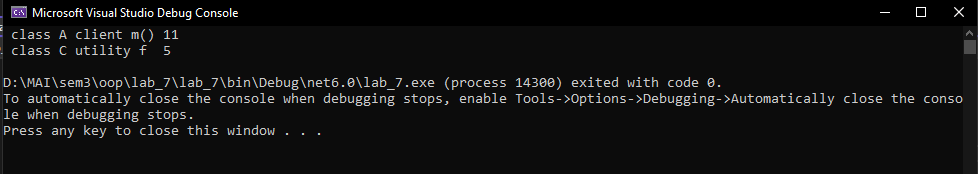 Microsoft Visual Studio Debug Console
class A client m() 11
class C utility f  5
D:\MAI\sem3\oop\lab_7\lab_7\bin\Debug\net6.0\lab_7.exe (process 14300) exited with code 0.
To automatically close the console when debugging stops, enable Tools->Options->Debugging->Automatically close the conso
le when debugging stops.
Press any key to close this window . . .